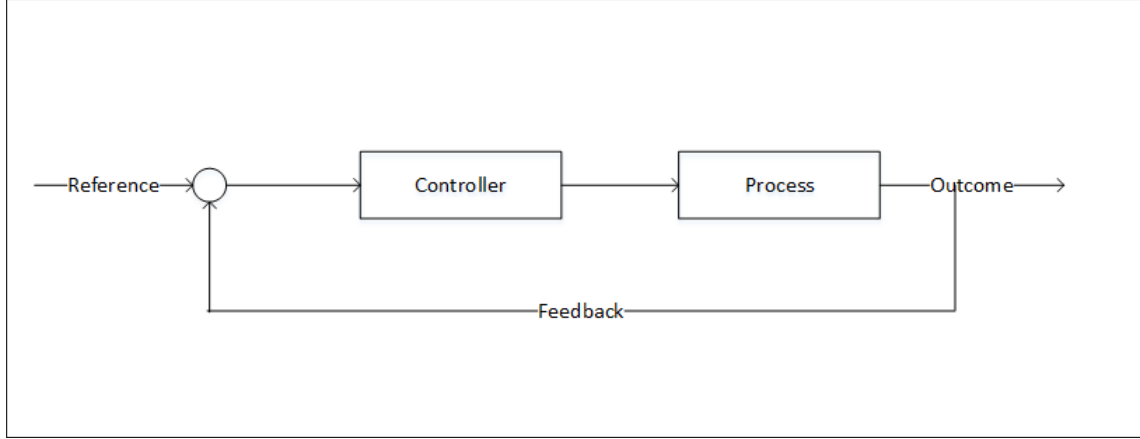 Reference
Controller
Process
Outcome
Feedback